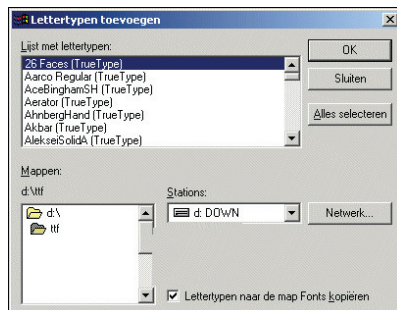 Lettertypen toevoegen
Lijst met lettertypen:
26 Faces (TrueType)
Aarco Regular (TrueType)
AceBinghamSH (TrueType)
Aerator (TrueType)
AhnbergHand (TrueType)
Akbar (TrueType)
AlekseiSolidA (TrueType)
OK
Sluiten
Alles selecteren
Mappen:
d:\ttf
d:\
ttf
Stations:
d: DOWN
Netwerk...
Lettertypen naar de map Fonts kopiëren